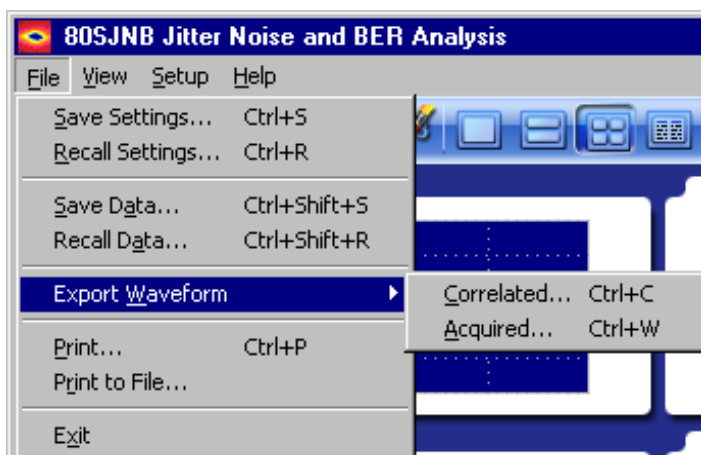 80SJNB Jitter Noise and BER Analysis
File View Setup Help
Save Settings... Ctrl+S
Recall Settings... Ctrl+R
Save Data... Ctrl+Shift+S
Recall Data... Ctrl+Shift+R
Export Waveform
Correlated... Ctrl+C
Acquired... Ctrl+W
Print... Ctrl+P
Print to File...
Exit